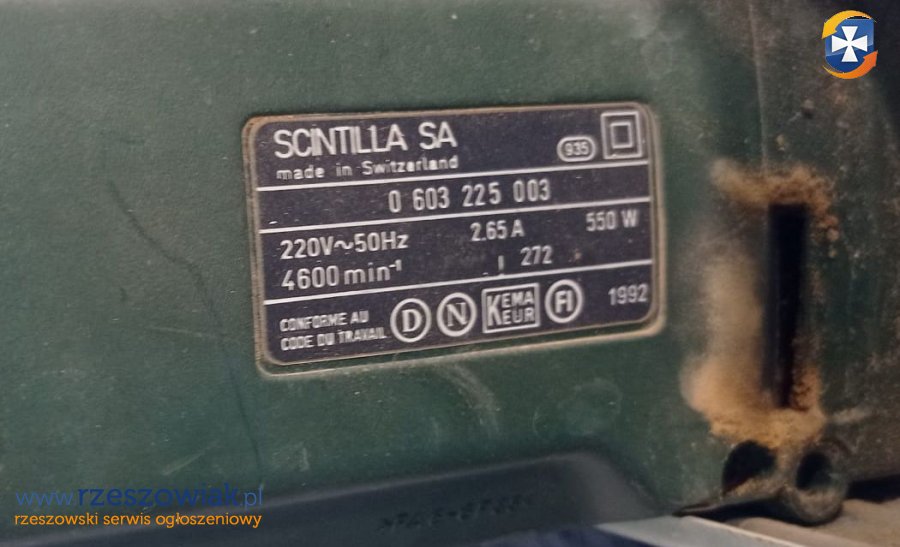 SCINTILLA SA
made in Switzerland
935
0 603 225 003
220V~50Hz 2.65 A 550 W
4600 min-1 272
CONFORME AU
CODE DU TRAVAIL
D N KEMA KEUR FI 1992
www.rzeszowiak.pl
rzeszowski serwis ogłoszeniowy